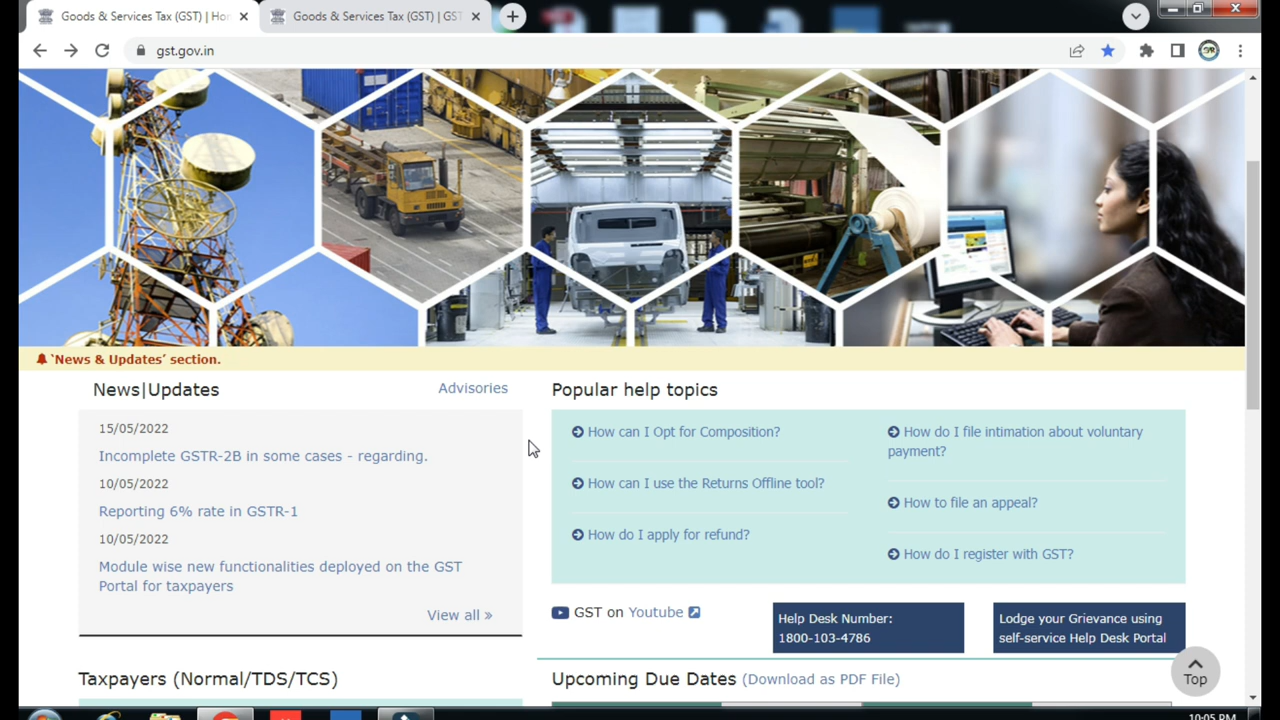 Goods & Services Tax (GST) | Hor
Goods & Services Tax (GST) | GST
gst.gov.in
'News & Updates' section.
News|Updates
Advisories
15/05/2022
Incomplete GSTR-2B in some cases - regarding.
10/05/2022
Reporting 6% rate in GSTR-1
10/05/2022
Module wise new functionalities deployed on the GST
Portal for taxpayers
View all »
Popular help topics
How can I Opt for Composition?
How can I use the Returns Offline tool?
How do I apply for refund?
How do I file intimation about voluntary
payment?
How to file an appeal?
How do I register with GST?
GST on Youtube
Help Desk Number:
1800-103-4786
Lodge your Grievance using
self-service Help Desk Portal
Taxpayers (Normal/TDS/TCS)
Upcoming Due Dates (Download as PDF File)
Top
10:05 PM